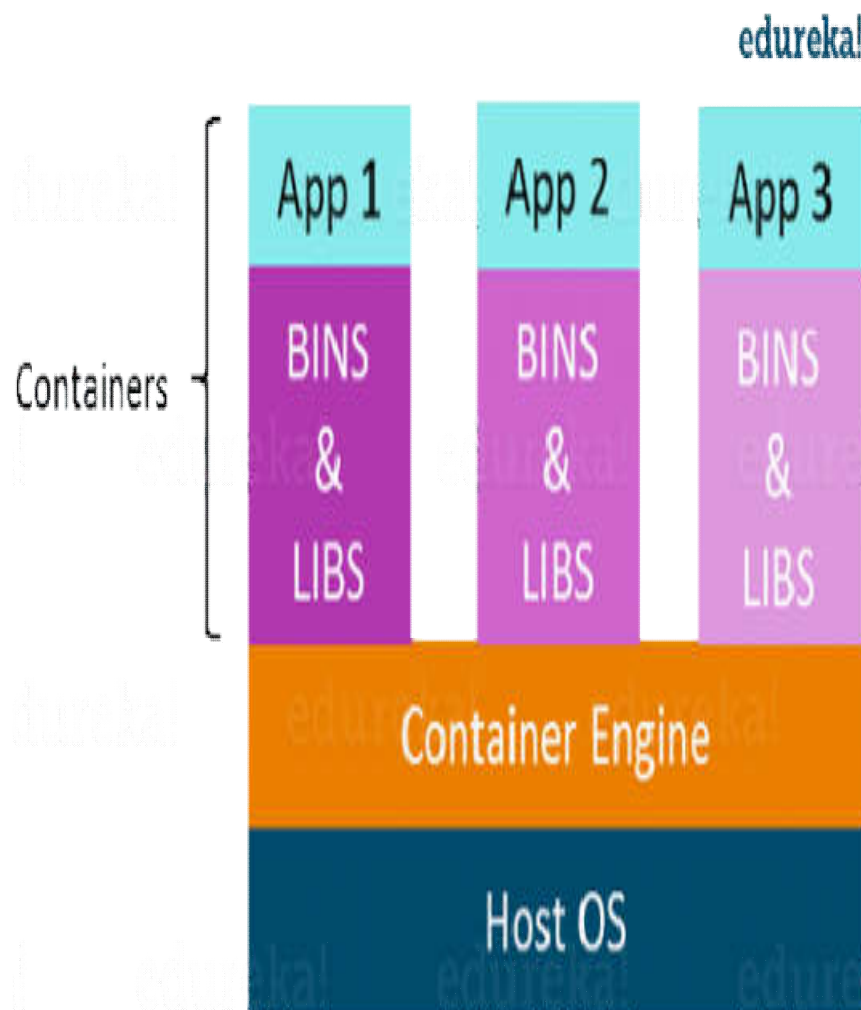 edureka!
App 1
App 2
App 3
Containers
BINS
&
LIBS
BINS
&
LIBS
BINS
&
LIBS
Container Engine
Host OS